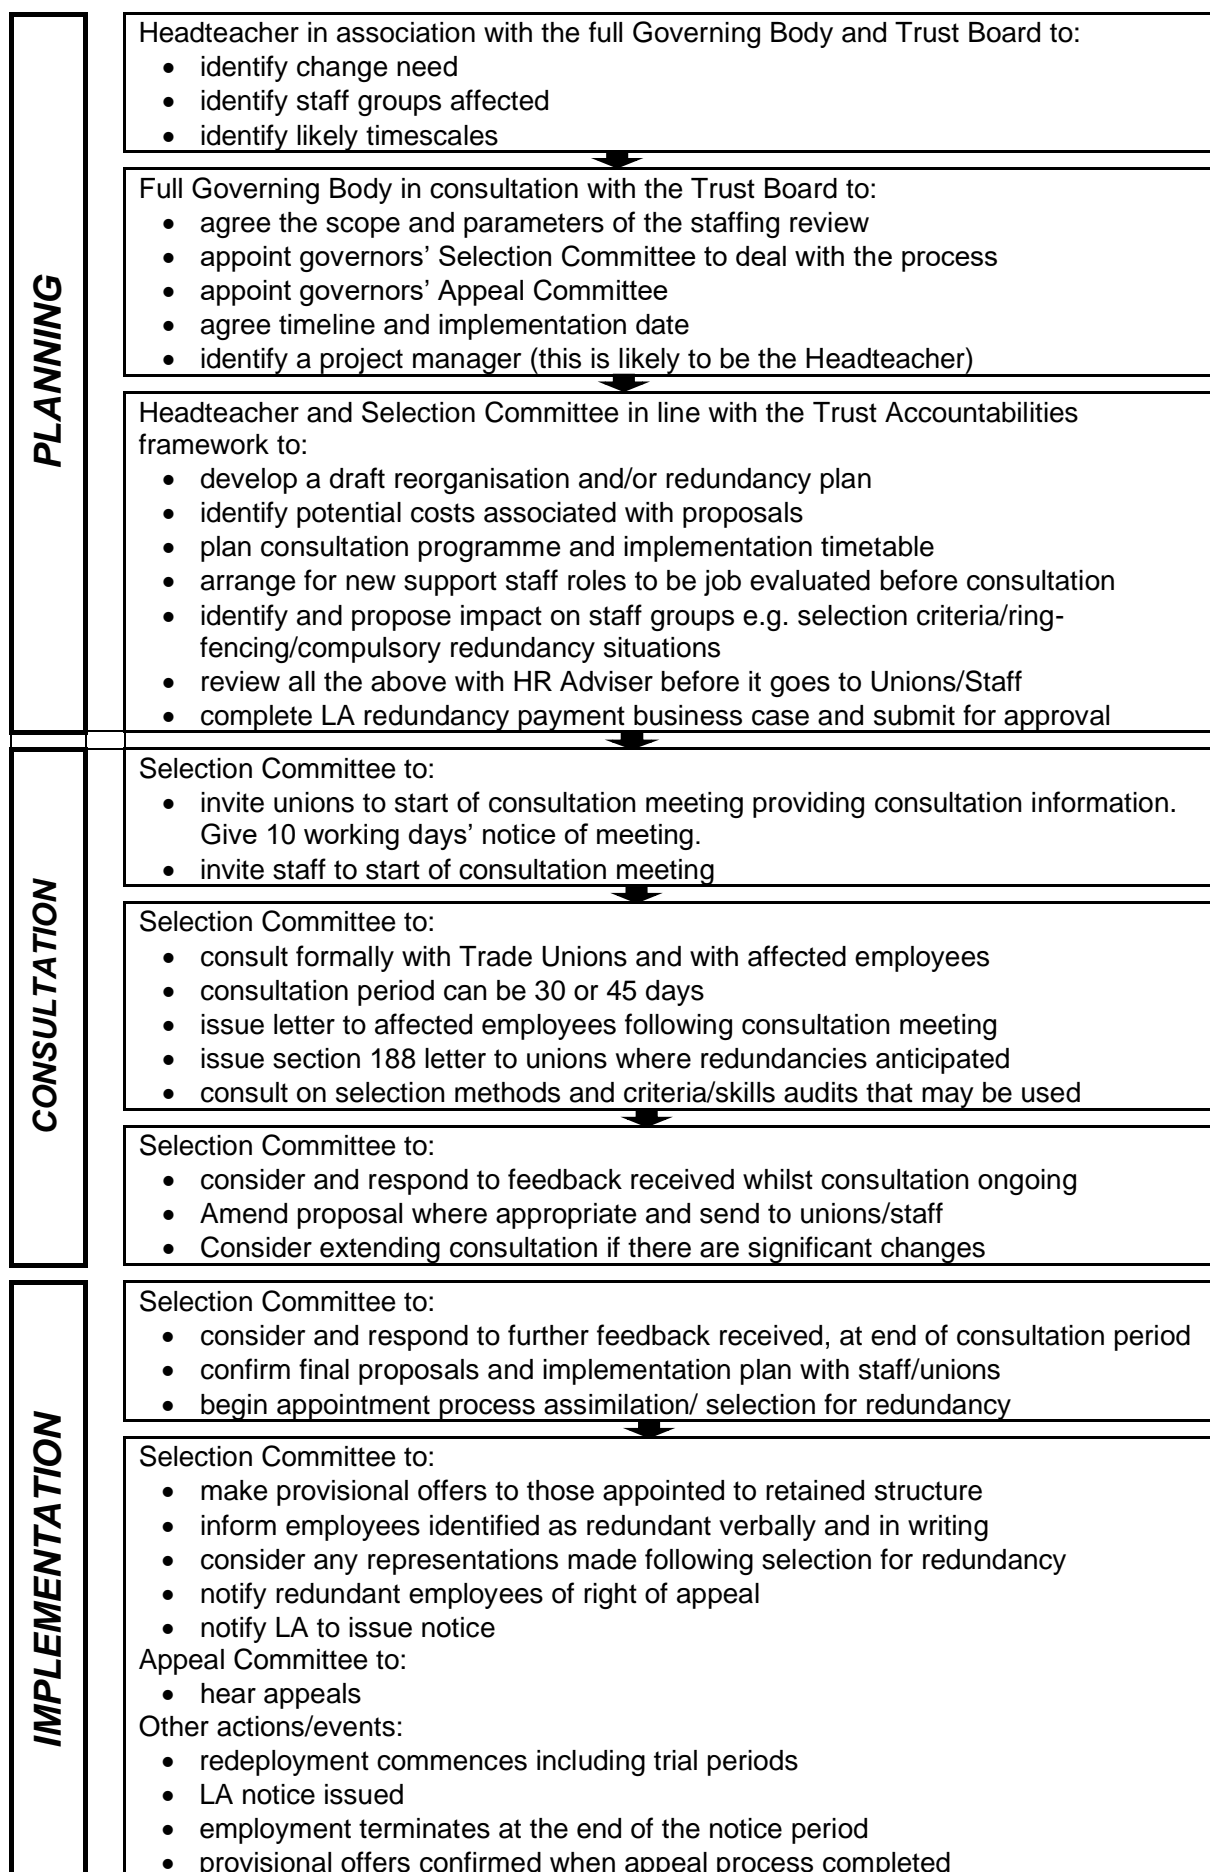 PLANNING
Headteacher in association with the full Governing Body and Trust Board to:
• identify change need
• identify staff groups affected
• identify likely timescales
Full Governing Body in consultation with the Trust Board to:
• agree the scope and parameters of the staffing review
• appoint governors’ Selection Committee to deal with the process
• appoint governors’ Appeal Committee
• agree timeline and implementation date
• identify a project manager (this is likely to be the Headteacher)
Headteacher and Selection Committee in line with the Trust Accountabilities
framework to:
• develop a draft reorganisation and/or redundancy plan
• identify potential costs associated with proposals
• plan consultation programme and implementation timetable
• arrange for new support staff roles to be job evaluated before consultation
• identify and propose impact on staff groups e.g. selection criteria/ring-
fencing/compulsory redundancy situations
• review all the above with HR Adviser before it goes to Unions/Staff
• complete LA redundancy payment business case and submit for approval
CONSULTATION
Selection Committee to:
• invite unions to start of consultation meeting providing consultation information.
Give 10 working days’ notice of meeting.
• invite staff to start of consultation meeting
Selection Committee to:
• consult formally with Trade Unions and with affected employees
• consultation period can be 30 or 45 days
• issue letter to affected employees following consultation meeting
• issue section 188 letter to unions where redundancies anticipated
• consult on selection methods and criteria/skills audits that may be used
Selection Committee to:
• consider and respond to feedback received whilst consultation ongoing
• Amend proposal where appropriate and send to unions/staff
• Consider extending consultation if there are significant changes
IMPLEMENTATION
Selection Committee to:
• consider and respond to further feedback received, at end of consultation period
• confirm final proposals and implementation plan with staff/unions
• begin appointment process assimilation/ selection for redundancy
Selection Committee to:
• make provisional offers to those appointed to retained structure
• inform employees identified as redundant verbally and in writing
• consider any representations made following selection for redundancy
• notify redundant employees of right of appeal
• notify LA to issue notice
Appeal Committee to:
• hear appeals
Other actions/events:
• redeployment commences including trial periods
• LA notice issued
• employment terminates at the end of the notice period
• provisional offers confirmed when appeal process completed